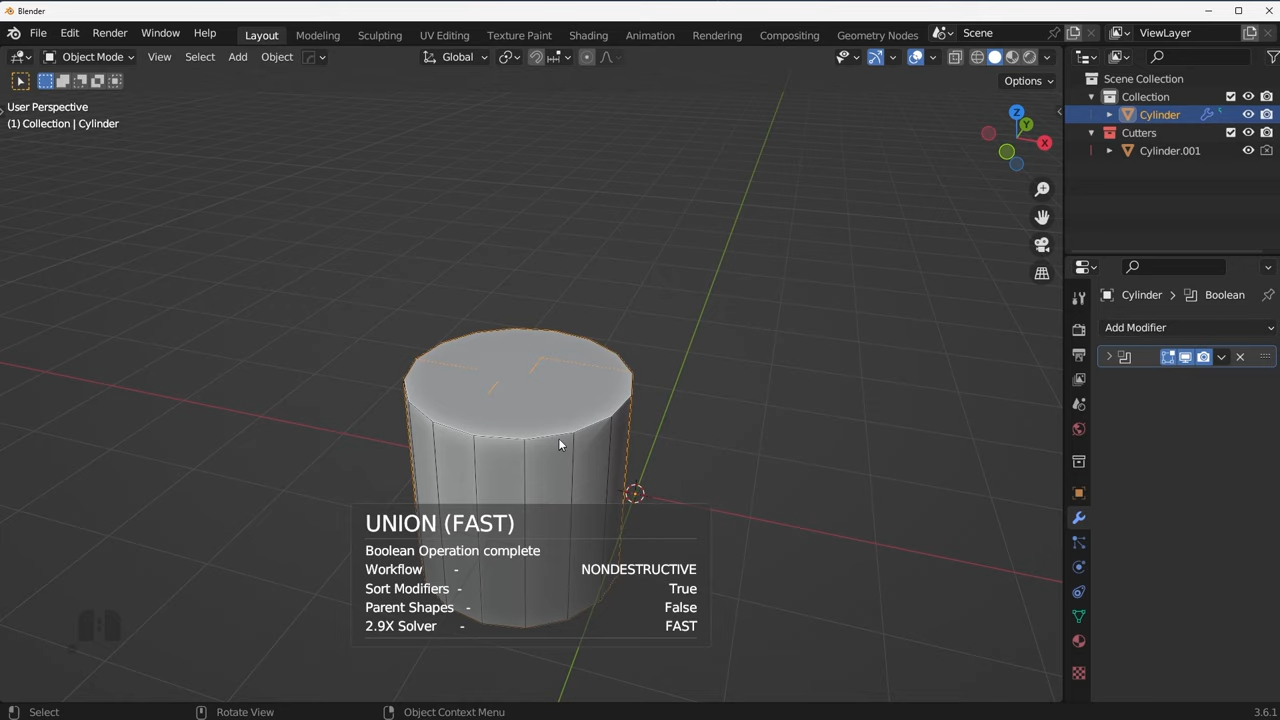 Blender
File Edit Render Window Help Layout Modeling Sculpting UV Editing Texture Paint Shading Animation Rendering Compositing Geometry Nodes Scene ViewLayer
Object Mode View Select Add Object Global
Options
User Perspective
(1) Collection | Cylinder
Z
Y
X
UNION (FAST)
Boolean Operation complete
Workflow - NONDESTRUCTIVE
Sort Modifiers - True
Parent Shapes - False
2.9X Solver - FAST
Scene Collection
Collection
Cylinder
Cutters
Cylinder.001
Cylinder > Boolean
Add Modifier
Select Rotate View Object Context Menu 3.6.1